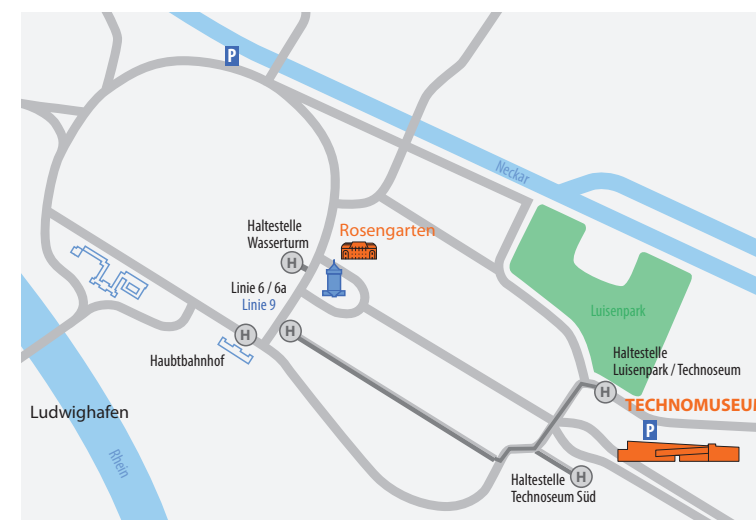 P
Neckar
Haltestelle
Wasserturm
Rosengarten
H
Linie 6 / 6a
Linie 9
H
H
Luisenpark
Haubtbahnhof
Haltestelle
Luisenpark / Technoseum
H
Ludwighafen
TECHNOMUSEUM
P
Rhein
Haltestelle
Technoseum Süd
H